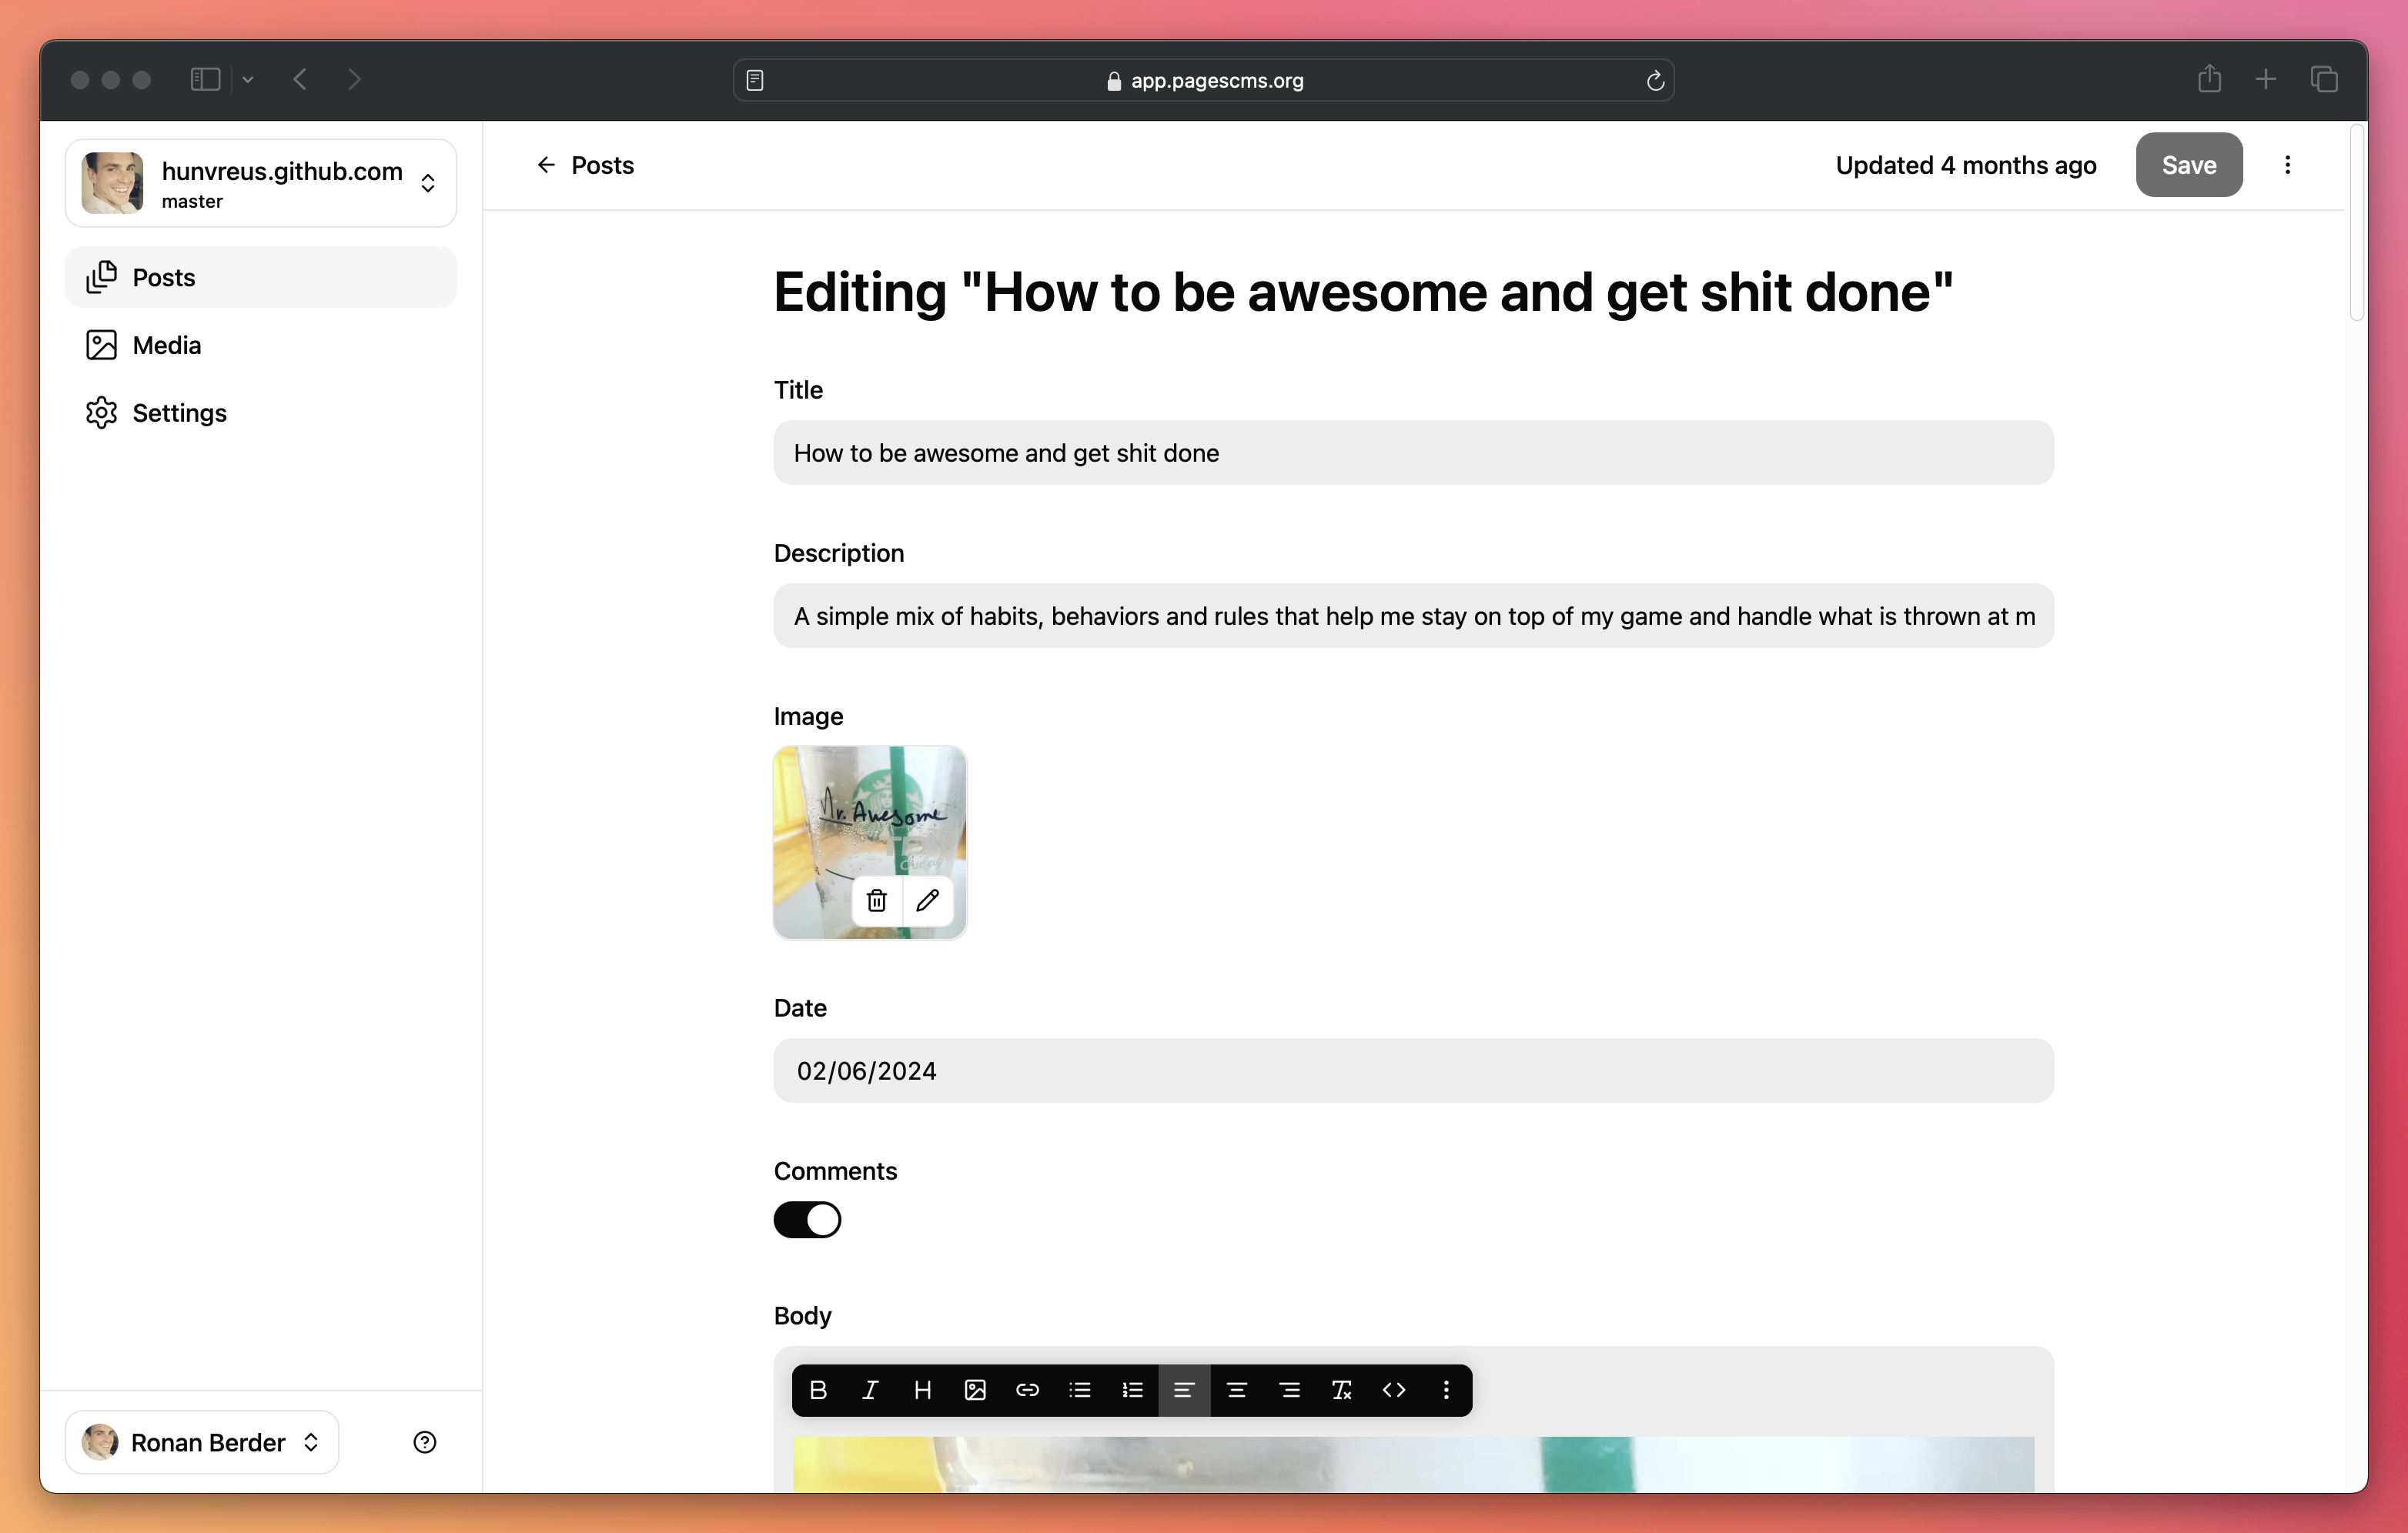 app.pagescms.org
hunvreus.github.com
master
Posts
Media
Settings
Ronan Berder
Posts
Updated 4 months ago
Save
Editing "How to be awesome and get shit done"
Title
How to be awesome and get shit done
Description
A simple mix of habits, behaviors and rules that help me stay on top of my game and handle what is thrown at m
Image
Mr. Awesome
Date
02/06/2024
Comments
Body